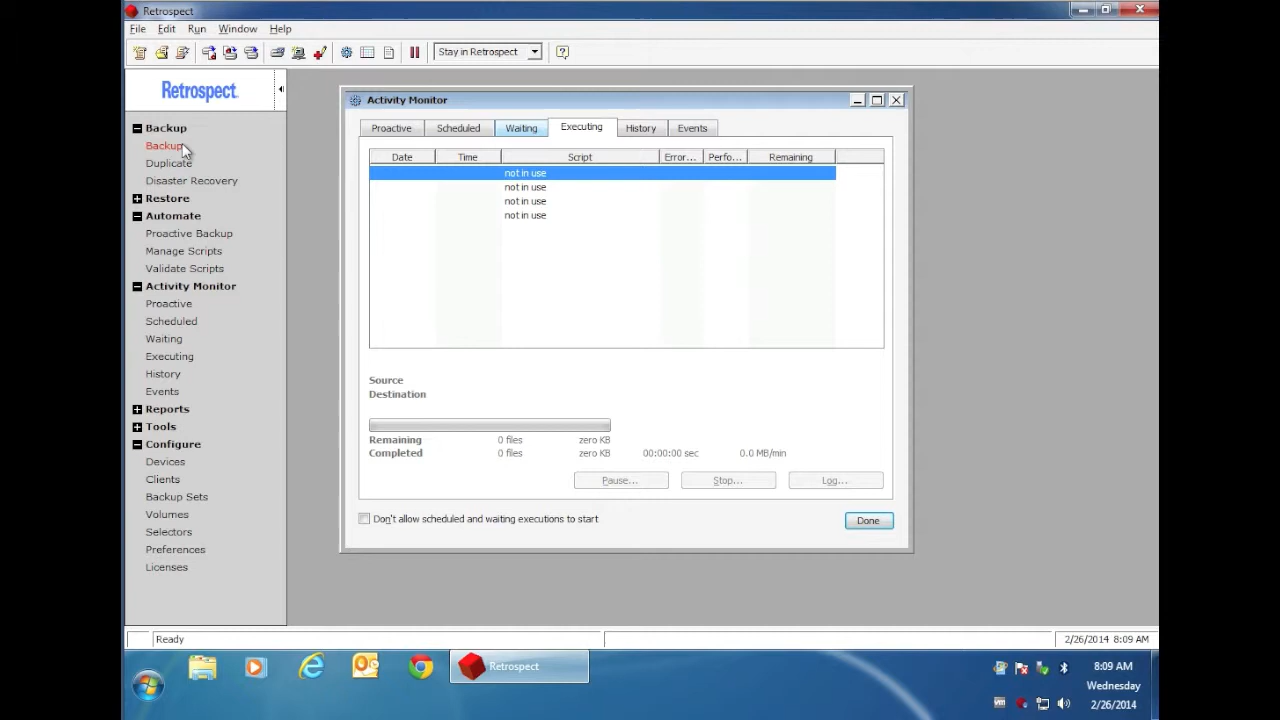 Retrospect
File Edit Run Window Help
Stay in Retrospect
Retrospect
Backup
Backup
Duplicate
Disaster Recovery
Restore
Automate
Proactive Backup
Manage Scripts
Validate Scripts
Activity Monitor
Proactive
Scheduled
Waiting
Executing
History
Events
Reports
Tools
Configure
Devices
Clients
Backup Sets
Volumes
Selectors
Preferences
Licenses
Activity Monitor
Proactive Scheduled Waiting Executing History Events
Date Time Script Error... Perfo... Remaining
not in use
not in use
not in use
not in use
Source
Destination
Remaining 0 files zero KB
Completed 0 files zero KB 00:00:00 sec 0.0 MB/min
Pause... Stop... Log...
Don't allow scheduled and waiting executions to start
Done
Ready 2/26/2014 8:09 AM
Retrospect
8:09 AM
Wednesday
2/26/2014